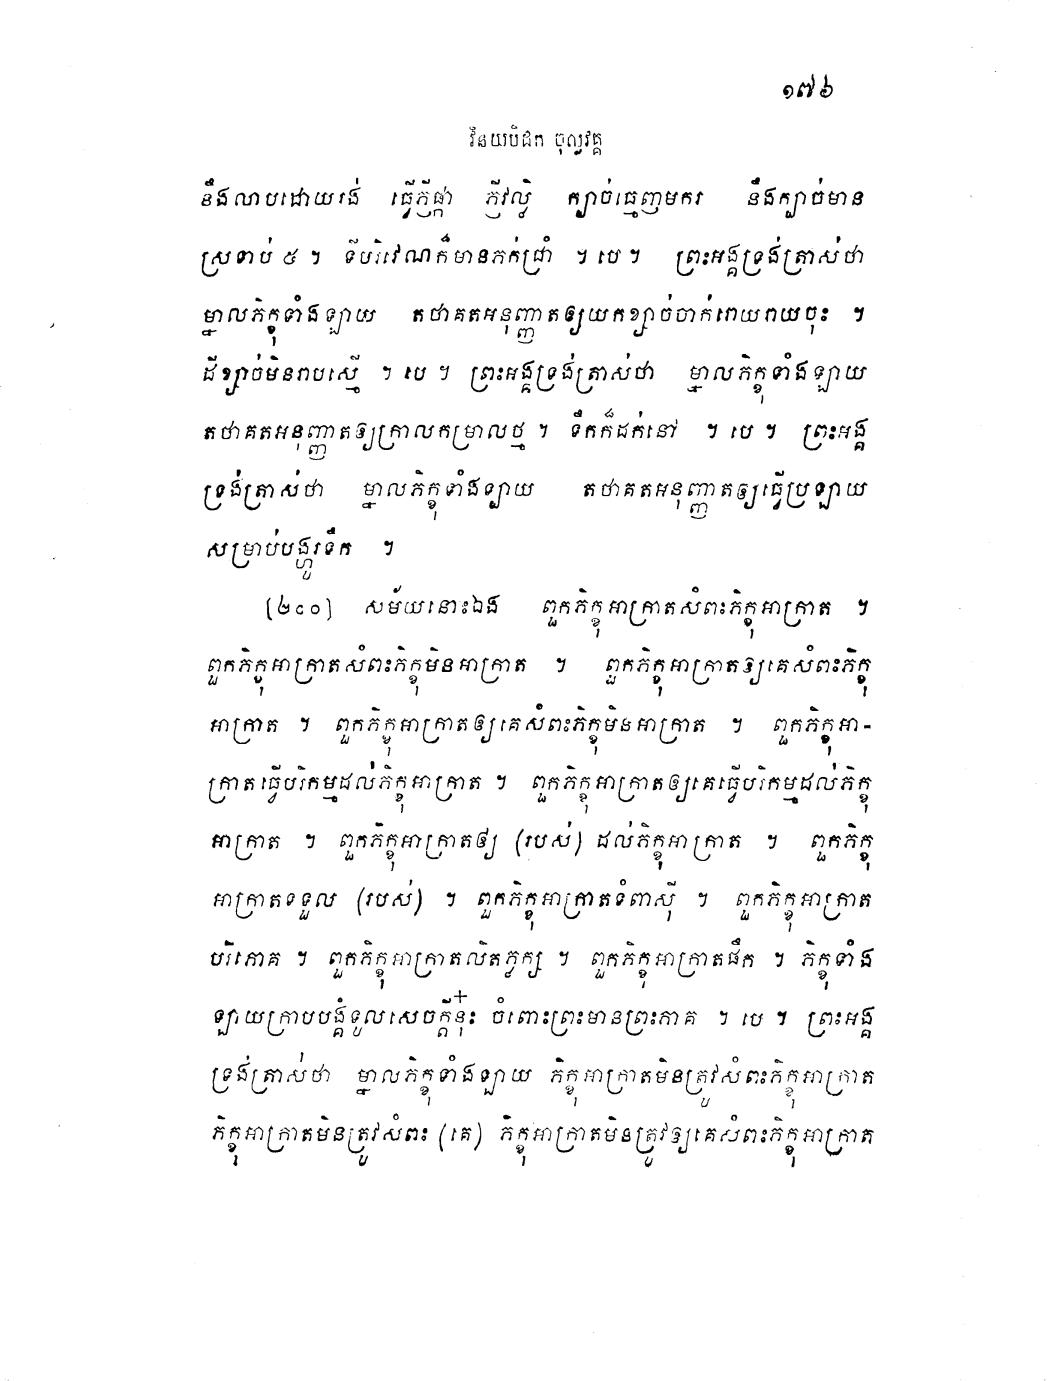 ១៧៦
វិនយបិដក ចុល្លវគ្គ
នឹងលាបដោយរង់ ធ្វើភ្ញីផ្កា ភ្ញីវល្លិ ក្បាច់ធ្មេញមករ នឹងក្បាច់មាន
ស្រទាប់ ៥ ។ ទីបរិវេណក៏មានភក់ជ្រាំ ។ បេ ។ ព្រះអង្គទ្រង់ត្រាស់ថា
ម្នាលភិក្ខុទាំងឡាយ តថាគតអនុញ្ញាតឲ្យយកខ្សាច់ចាក់រោយរាយចុះ ។
ដីខ្សាច់មិនរាបស្មើ ។ បេ ។ ព្រះអង្គទ្រង់ត្រាស់ថា ម្នាលភិក្ខុទាំងឡាយ
តថាគតអនុញ្ញាតឲ្យក្រាលកម្រាលថ្ម ។ ទឹកក៏ដក់នៅ ។ បេ ។ ព្រះអង្គ
ទ្រង់ត្រាស់ថា ម្នាលភិក្ខុទាំងឡាយ តថាគតអនុញ្ញាតឲ្យធ្វើប្រឡាយ
សម្រាប់បង្ហូរទឹក ។
(២៤០) សម័យនោះឯង ពួកភិក្ខុអាក្រាតសំពះភិក្ខុអាក្រាត ។
ពួកភិក្ខុអាក្រាតសំពះភិក្ខុមិនអាក្រាត ។ ពួកភិក្ខុអាក្រាតឲ្យគេសំពះភិក្ខុ
អាក្រាត ។ ពួកភិក្ខុអាក្រាតឲ្យគេសំពះភិក្ខុមិនអាក្រាត ។ ពួកភិក្ខុអា-
ក្រាតធ្វើបរិកម្មដល់ភិក្ខុអាក្រាត ។ ពួកភិក្ខុអាក្រាតឲ្យគេធ្វើបរិកម្មដល់ភិក្ខុ
អាក្រាត ។ ពួកភិក្ខុអាក្រាតឲ្យ (របស់) ដល់ភិក្ខុអាក្រាត ។ ពួកភិក្ខុ
អាក្រាតទទួល (របស់) ។ ពួកភិក្ខុអាក្រាតទំពាស៊ី ។ ពួកភិក្ខុអាក្រាត
បរិភោគ ។ ពួកភិក្ខុអាក្រាតលិតភ្លក្ស ។ ពួកភិក្ខុអាក្រាតផឹក ។ ភិក្ខុទាំង
ឡាយក្រាបបង្គំទូលសេចក្តីនុ៎ះ ចំពោះព្រះមានព្រះភាគ ។ បេ ។ ព្រះអង្គ
ទ្រង់ត្រាស់ថា ម្នាលភិក្ខុទាំងឡាយ ភិក្ខុអាក្រាតមិនត្រូវសំពះភិក្ខុអាក្រាត
ភិក្ខុអាក្រាតមិនត្រូវសំពះ (គេ) ភិក្ខុអាក្រាតមិនត្រូវឲ្យគេសំពះភិក្ខុអាក្រាត